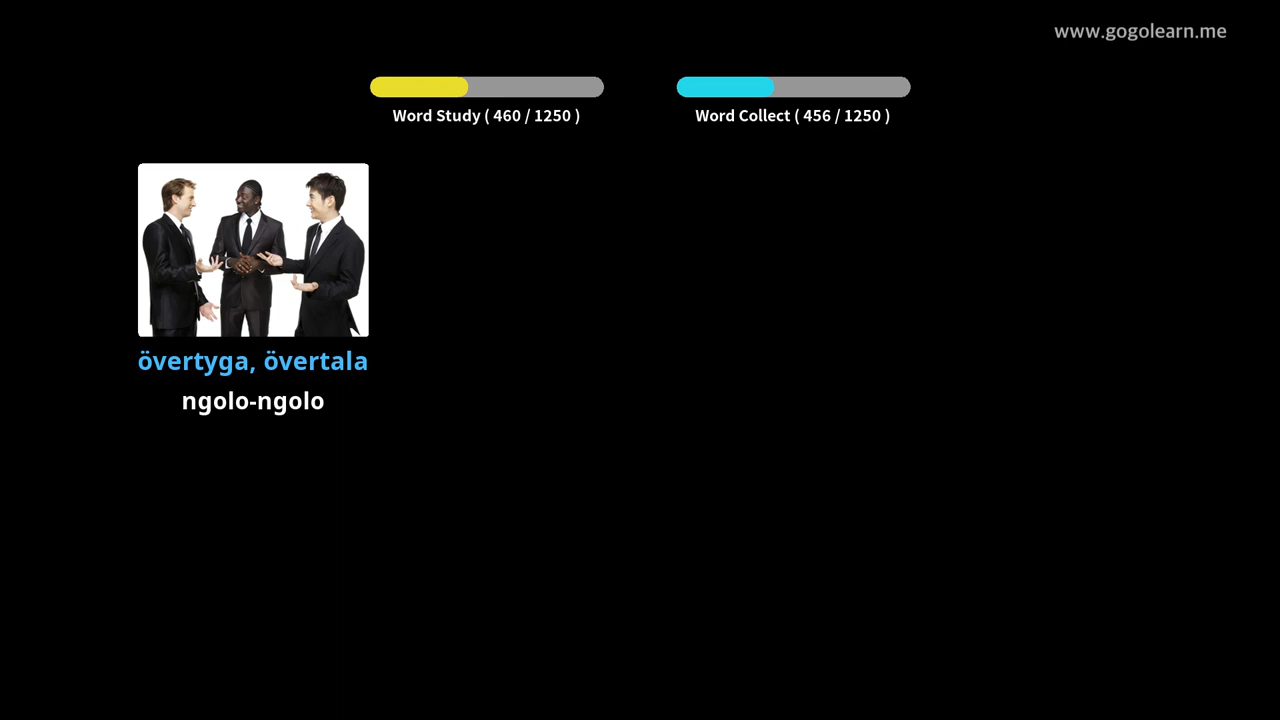 www.gogolearn.me
Word Study ( 460 / 1250 )
Word Collect ( 456 / 1250 )
övertyga, övertala
ngolo-ngolo